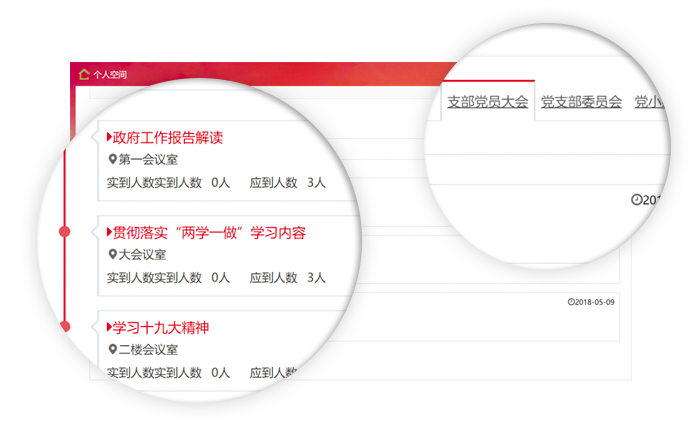 个人空间
支部党员大会 党支部委员会 党小
201
政府工作报告解读
第一会议室
实到人数实到人数 0人 应到人数 3人
贯彻落实“两学一做”学习内容
大会议室
实到人数实到人数 0人 应到人数 3人
2018-05-09
学习十九大精神
二楼会议室
实到人数实到人数 0人 应到人数